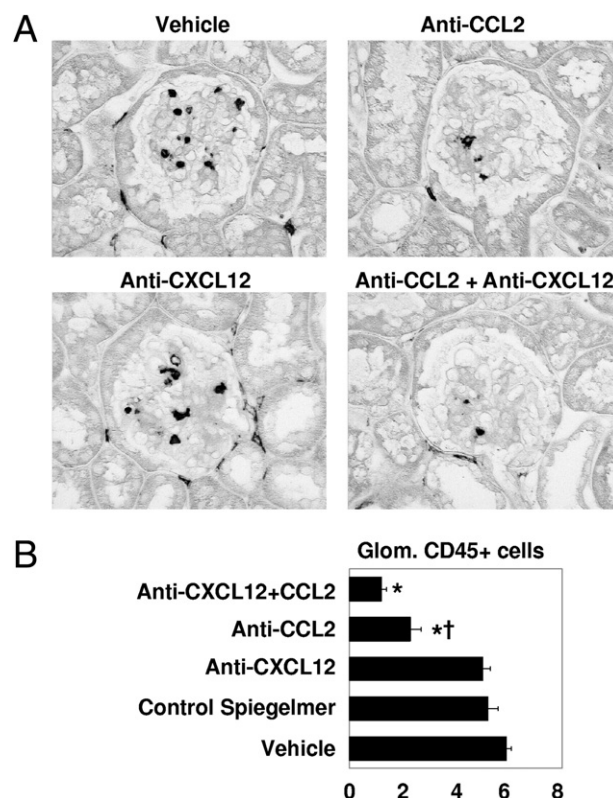 A
Vehicle
Anti-CCL2
Anti-CXCL12
Anti-CCL2 + Anti-CXCL12
B
Glom. CD45+ cells
Anti-CXCL12+CCL2
*
Anti-CCL2
*†
Anti-CXCL12
Control Spiegelmer
Vehicle
0 2 4 6 8